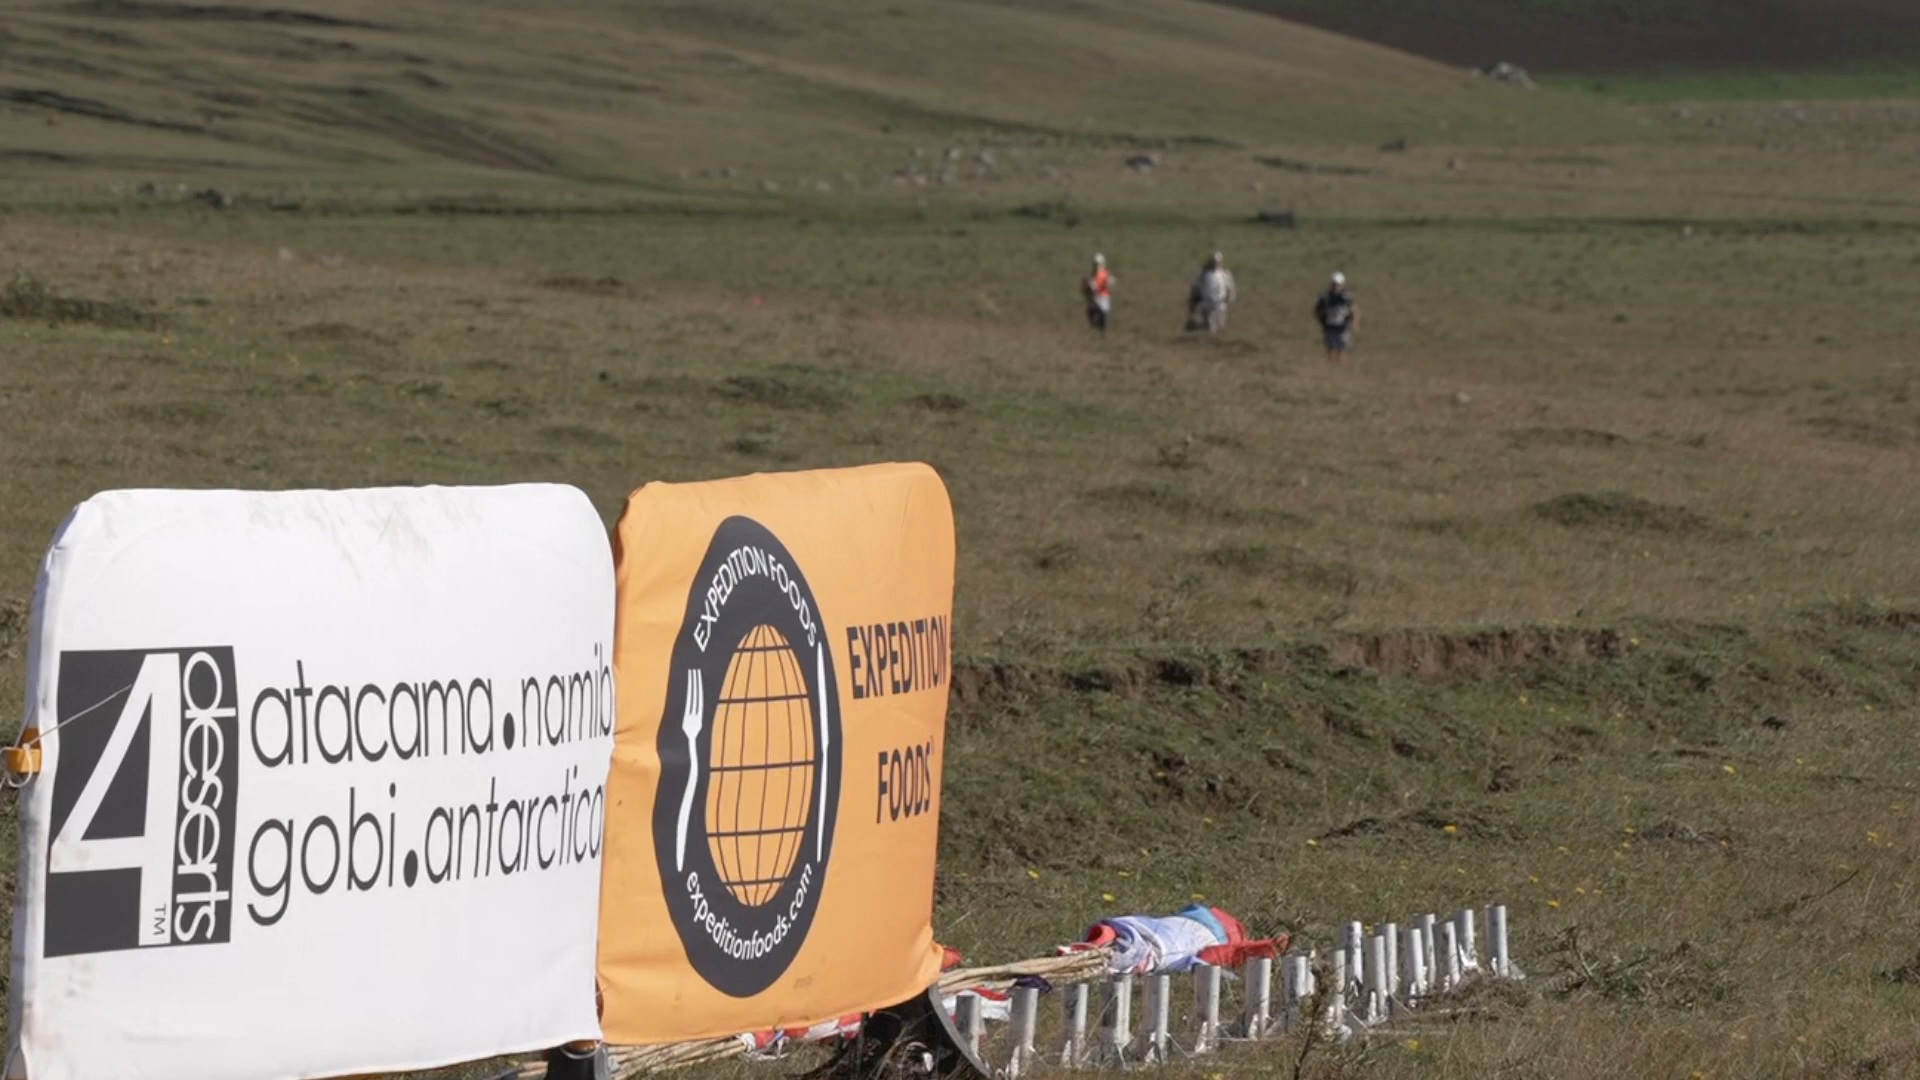 4 deserts TM
atacama.namib
gobi.antarctica
EXPEDITION FOODS
expeditionfoods.com
EXPEDITION
FOODS